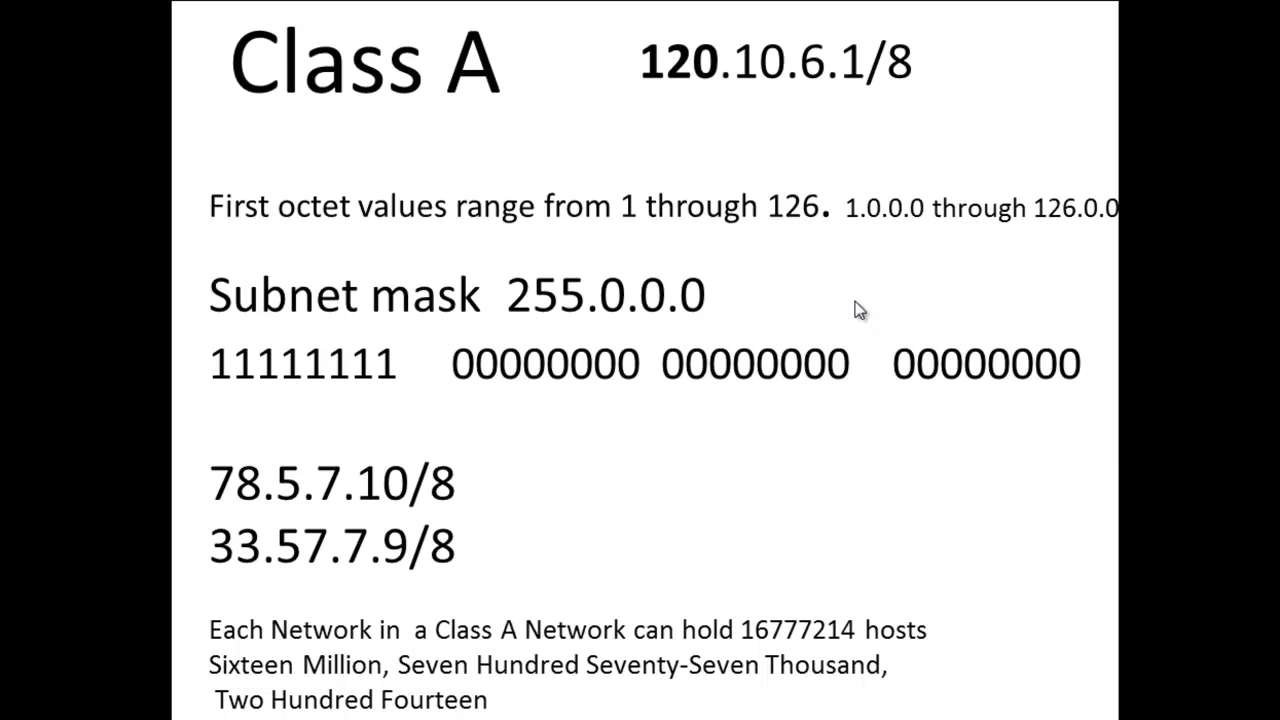 Class A 120.10.6.1/8
First octet values range from 1 through 126. 1.0.0.0 through 126.0.0
Subnet mask 255.0.0.0
11111111 00000000 00000000 00000000
78.5.7.10/8
33.57.7.9/8
Each Network in a Class A Network can hold 16777214 hosts
Sixteen Million, Seven Hundred Seventy-Seven Thousand,
Two Hundred Fourteen